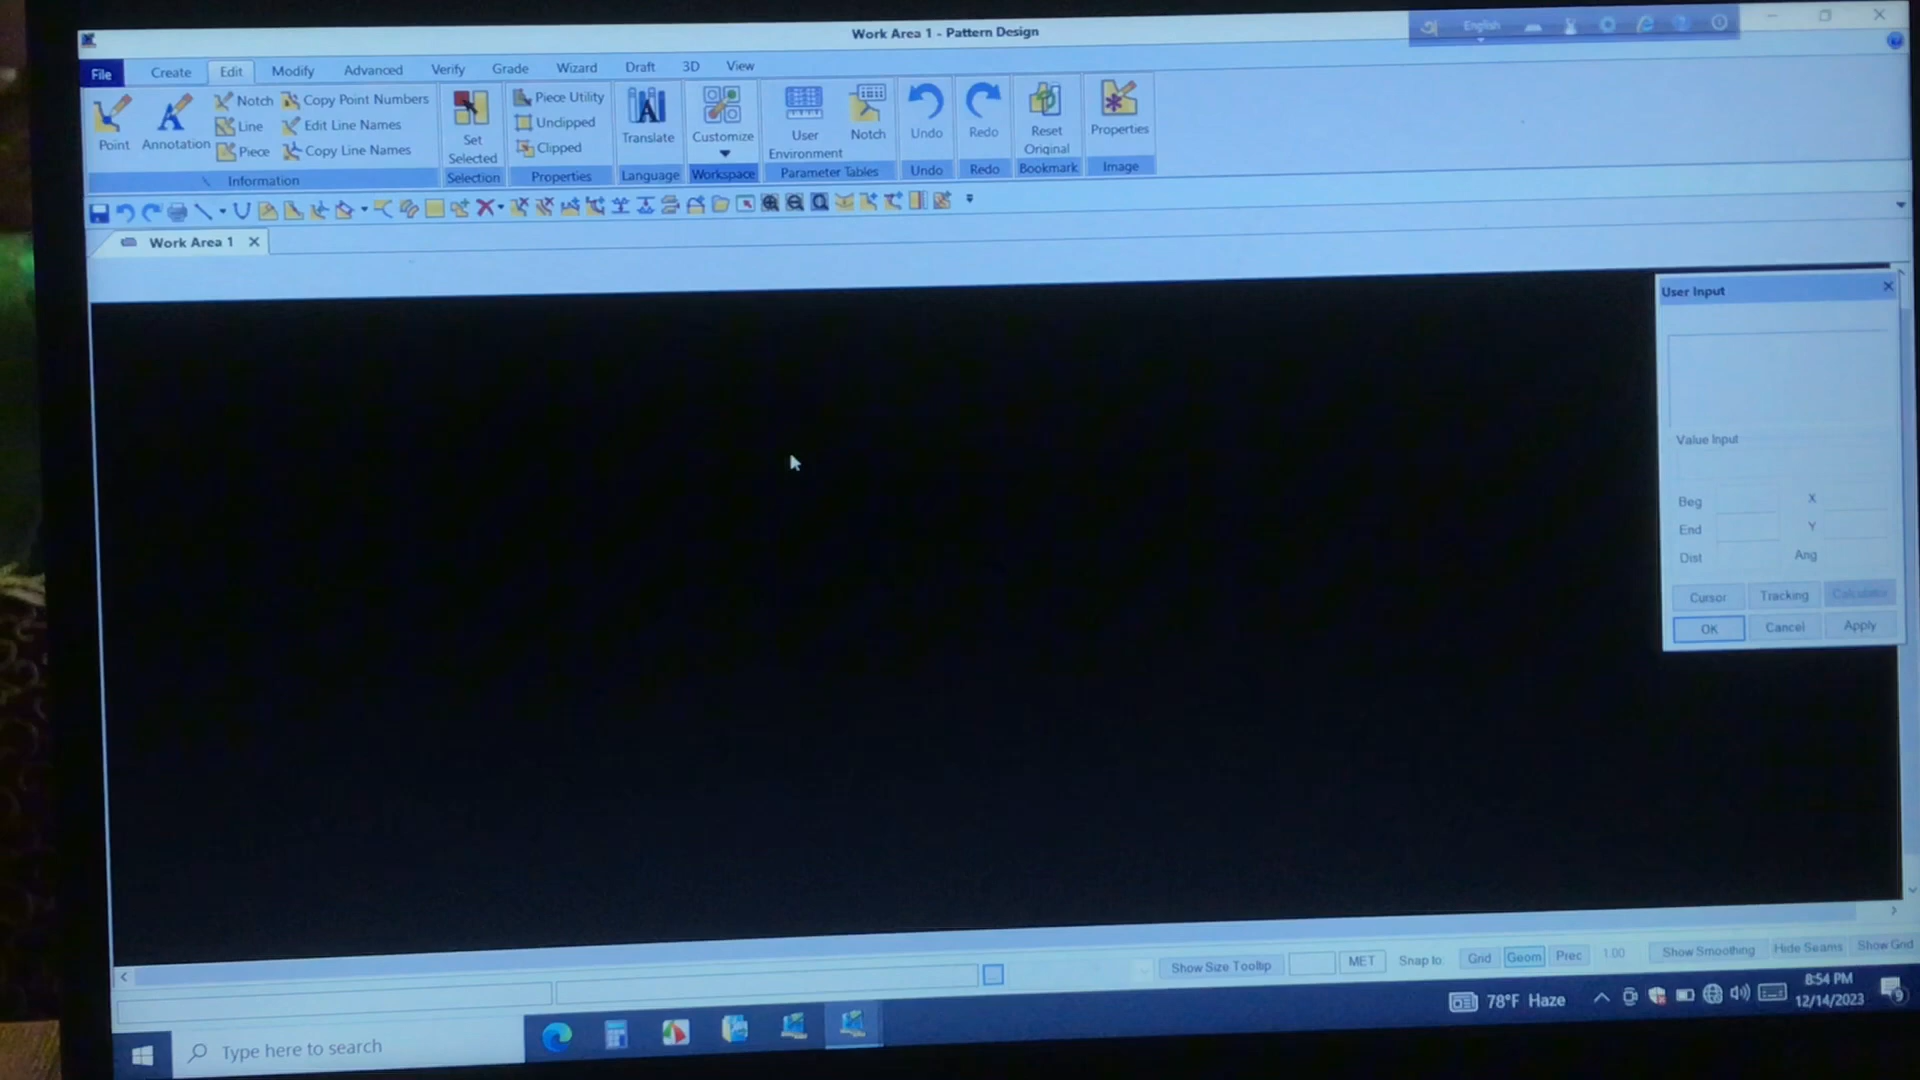 Work Area 1 - Pattern Design
English
File Create Edit Modify Advanced Verify Grade Wizard Draft 3D View
Point
Annotation
Notch
Line
Piece
Copy Point Numbers
Edit Line Names
Copy Line Names
Information
Set
Selected
Selection
Piece Utility
Unclipped
Clipped
Properties
Translate
Language
Customize
Workspace
User
Environment
Notch
Parameter Tables
Undo
Undo
Redo
Redo
Reset
Original
Bookmark
Properties
Image
Work Area 1
User Input
Value Input
Beg X
End Y
Dist Ang
Cursor Tracking Calculator
OK Cancel Apply
Show Size Tooltip MET Snap to Grid Geom Prec 1.00 Show Smoothing Hide Seams Show Grid
Type here to search
78°F Haze
8:54 PM
12/14/2023
9